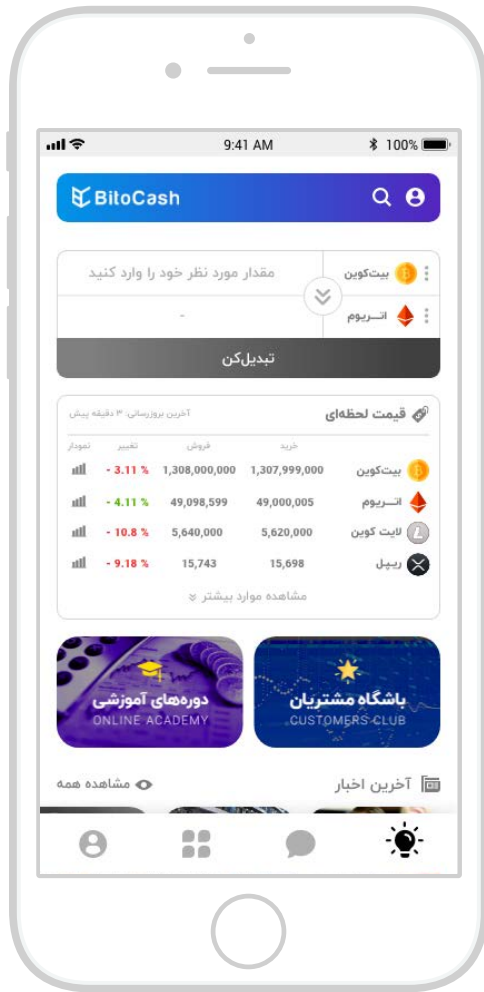 9:41 AM 100%
BitoCash
بیت‌کوین مقدار مورد نظر خود را وارد کنید
اتـریوم -
تبدیل‌کن
قیمت لحظه‌ای آخرین بروزرسانی: ۳ دقیقه پیش
خرید فروش تغییر نمودار
بیت‌کوین 1,307,999,000 1,308,000,000 - 3.11 %
اتـریوم 49,000,005 49,098,599 - 4.11 %
لایت کوین 5,620,000 5,640,000 - 10.8 %
ریپل 15,698 15,743 - 9.18 %
مشاهده موارد بیشتر
باشگاه مشتریان
CUSTOMERS CLUB
دوره‌های آموزشی
ONLINE ACADEMY
آخرین اخبار مشاهده همه